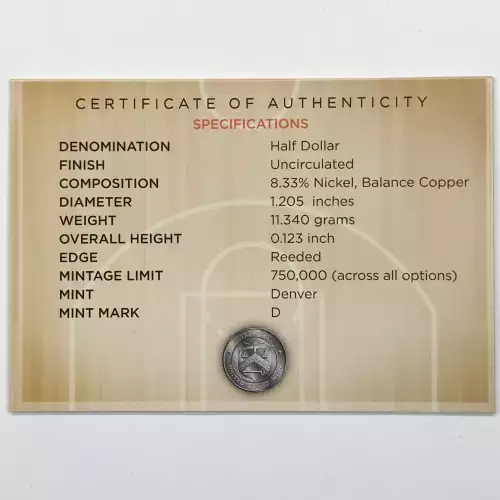 CERTIFICATE OF AUTHENTICITY
SPECIFICATIONS
DENOMINATION Half Dollar
FINISH Uncirculated
COMPOSITION 8.33% Nickel, Balance Copper
DIAMETER 1.205 inches
WEIGHT 11.340 grams
OVERALL HEIGHT 0.123 inch
EDGE Reeded
MINTAGE LIMIT 750,000 (across all options)
MINT Denver
MINT MARK D